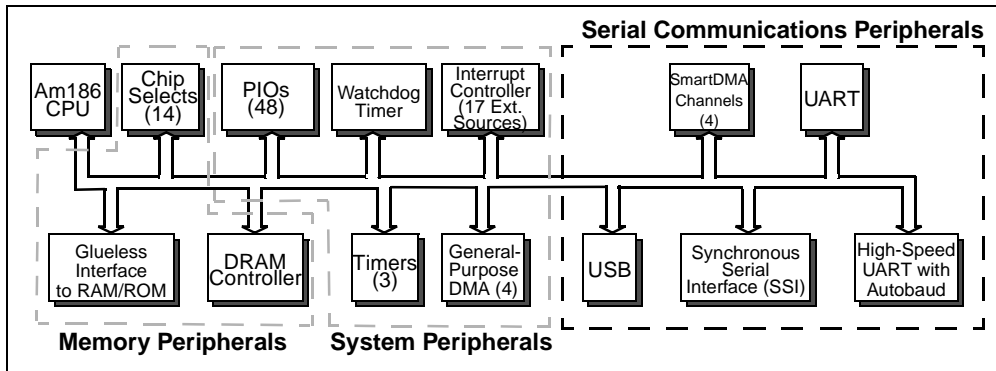 Serial Communications Peripherals
Am186
CPU
Chip
Selects
(14)
PIOs
(48)
Watchdog
Timer
Interrupt
Controller
(17 Ext.
Sources)
SmartDMA
Channels
(4)
UART
Glueless
Interface
to RAM/ROM
DRAM
Controller
Timers
(3)
General-
Purpose
DMA (4)
USB
Synchronous
Serial
Interface (SSI)
High-Speed
UART with
Autobaud
Memory Peripherals
System Peripherals